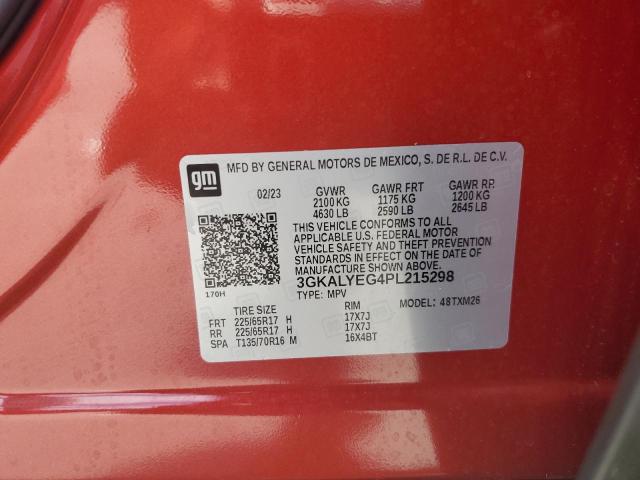 gm MFD BY GENERAL MOTORS DE MEXICO, S. DE R.L. DE C.V.
02/23 GVWR GAWR FRT GAWR RR
2100 KG 1175 KG 1200 KG
4630 LB 2590 LB 2645 LB
THIS VEHICLE CONFORMS TO ALL
APPLICABLE U.S. FEDERAL MOTOR
VEHICLE SAFETY AND THEFT PREVENTION
STANDARDS IN EFFECT ON THE DATE OF
MANUFACTURE SHOWN ABOVE.
170H 3GKALYEG4PL215298
TYPE: MPV MODEL: 48TXM26
TIRE SIZE RIM
FRT 225/65R17 H 17X7J
RR 225/65R17 H 17X7J
SPA T135/70R16 M 16X4BT